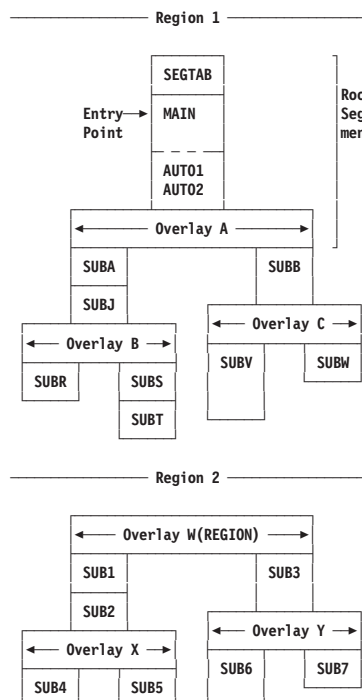 Region 1
SEGTAB
Entry MAIN
Point
AUTO1
AUTO2
Overlay A
SUBA SUBB
SUBJ
Overlay B Overlay C
SUBR SUBS SUBV SUBW
SUBT
Region 2
Overlay W(REGION)
SUB1 SUB3
SUB2
Overlay X Overlay Y
SUB4 SUB5 SUB6 SUB7